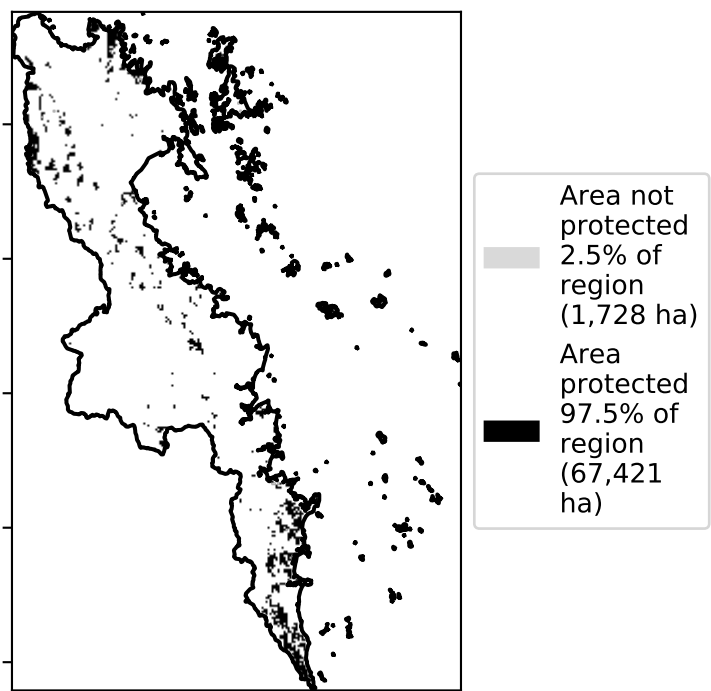 Area not
protected
2.5% of
region
(1,728 ha)
Area
protected
97.5% of
region
(67,421
ha)